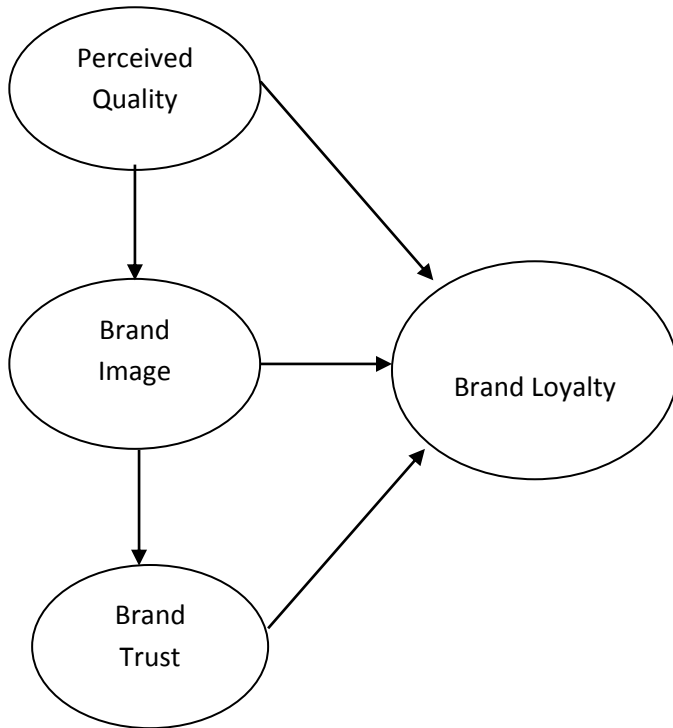 Perceived
Quality
Brand
Image
Brand Loyalty
Brand
Trust